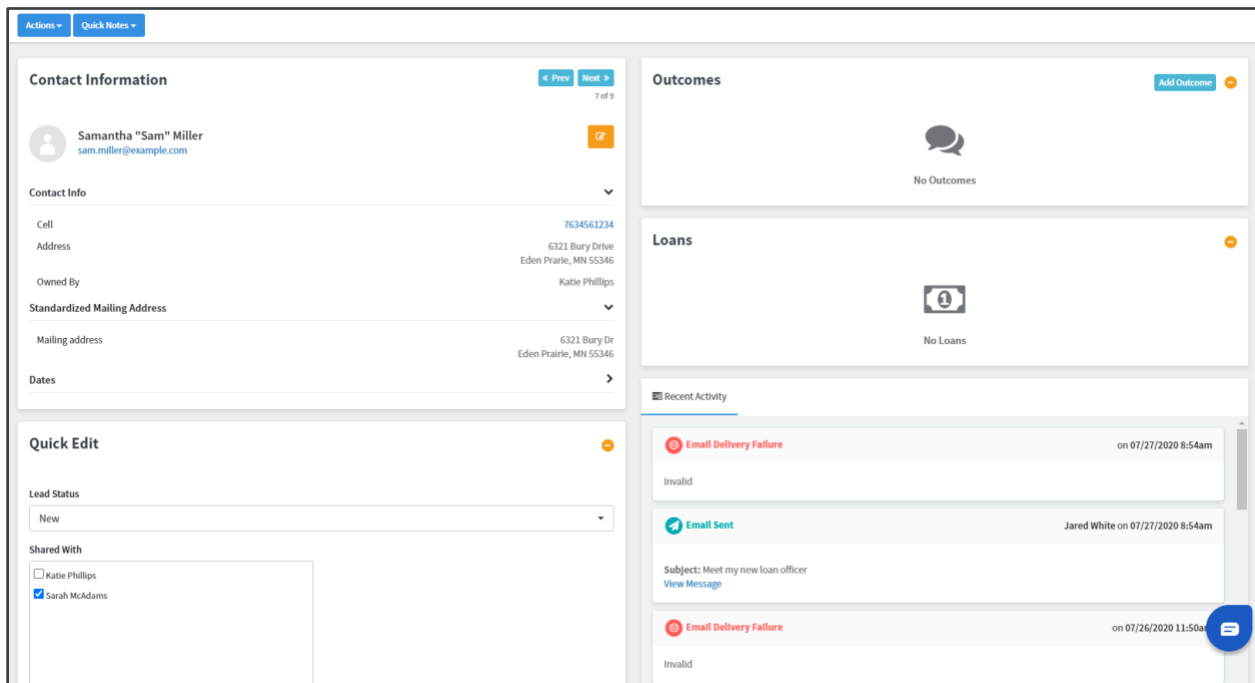 Actions
Quick Notes
Contact Information
« Prev
Next »
7 of 9
Samantha "Sam" Miller
sam.miller@example.com
Contact Info
Cell
7634561234
Address
6321 Bury Drive
Eden Prarie, MN 55346
Owned By
Katie Phillips
Standardized Mailing Address
Mailing address
6321 Bury Dr
Eden Prairie, MN 55346
Dates
Quick Edit
Lead Status
New
Shared With
Katie Phillips
Sarah McAdams
Outcomes
Add Outcome
No Outcomes
Loans
1
No Loans
Recent Activity
Email Delivery Failure
on 07/27/2020 8:54am
Invalid
Email Sent
Jared White on 07/27/2020 8:54am
Subject: Meet my new loan officer
View Message
Email Delivery Failure
on 07/26/2020 11:50a
Invalid